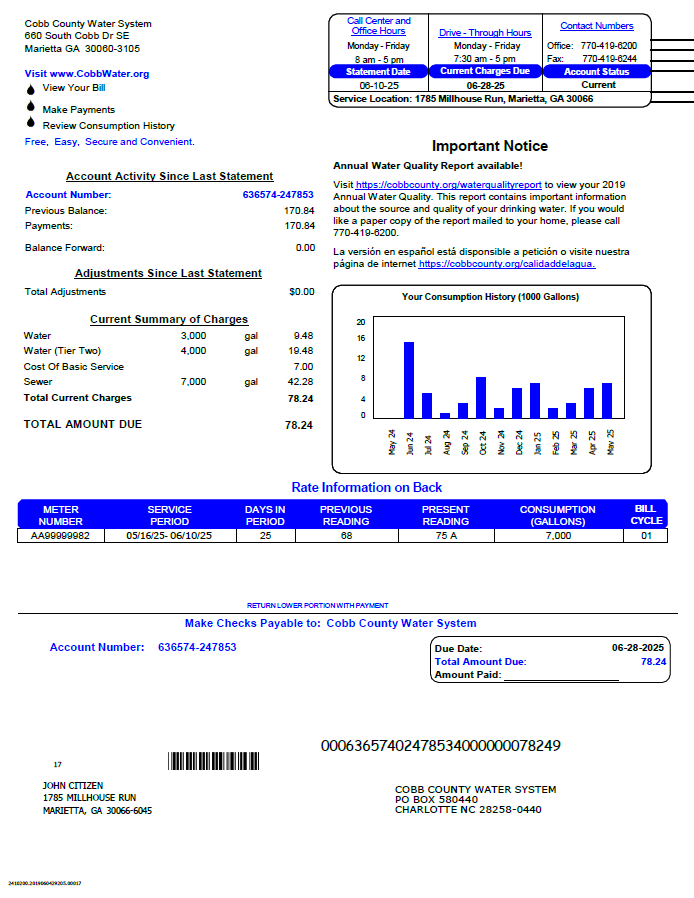 Cobb County Water System
660 South Cobb Dr SE
Marietta GA  30060-3105
Visit www.CobbWater.org
View Your Bill
Make Payments
Review Consumption History
Free,  Easy,  Secure and Convenient.
Call Center and
Office Hours
Monday - Friday
8 am - 5 pm
Drive - Through Hours
Monday - Friday
7:30 am - 5 pm
Contact Numbers
Office:  770-419-6200
Fax:  770-419-6244
Statement Date Current Charges Due Account Status
06-10-25 06-28-25 Current
Service Location: 1785 Millhouse Run, Marietta, GA 30066
Account Activity Since Last Statement
Account Number: 636574-247853
Previous Balance: 170.84
Payments: 170.84
Balance Forward: 0.00
Adjustments Since Last Statement
Total Adjustments $0.00
Current Summary of Charges
Water 3,000 gal 9.48
Water (Tier Two) 4,000 gal 19.48
Cost Of Basic Service 7.00
Sewer 7,000 gal 42.28
Total Current Charges 78.24
TOTAL AMOUNT DUE 78.24
Important Notice
Annual Water Quality Report available!
Visit https://cobbcounty.org/waterqualityreport to view your 2019
Annual Water Quality. This report contains important information
about the source and quality of your drinking water. If you would
like a paper copy of the report mailed to your home, please call
770-419-6200.
La versión en español está disponsible a petición o visite nuestra
página de internet https://cobbcounty.org/calidaddelagua.
Your Consumption History (1000 Gallons)
20
16
12
8
4
0
May 24 Jun 24 Jul 24 Aug 24 Sep 24 Oct 24 Nov 24 Dec 24 Jan 25 Feb 25 Mar 25 Apr 25 May 25
Rate Information on Back
METER NUMBER SERVICE PERIOD DAYS IN PERIOD PREVIOUS READING PRESENT READING CONSUMPTION (GALLONS) BILL CYCLE
AA99999982 05/16/25- 06/10/25 25 68 75 A 7,000 01
RETURN LOWER PORTION WITH PAYMENT
Make Checks Payable to:  Cobb County Water System
Account Number:  636574-247853
Due Date: 06-28-2025
Total Amount Due: 78.24
Amount Paid:
00063657402478534000000078249
17
JOHN CITIZEN
1785 MILLHOUSE RUN
MARIETTA, GA 30066-6045
COBB COUNTY WATER SYSTEM
PO BOX 580440
CHARLOTTE NC 28258-0440
2410200.2019060429205.00017